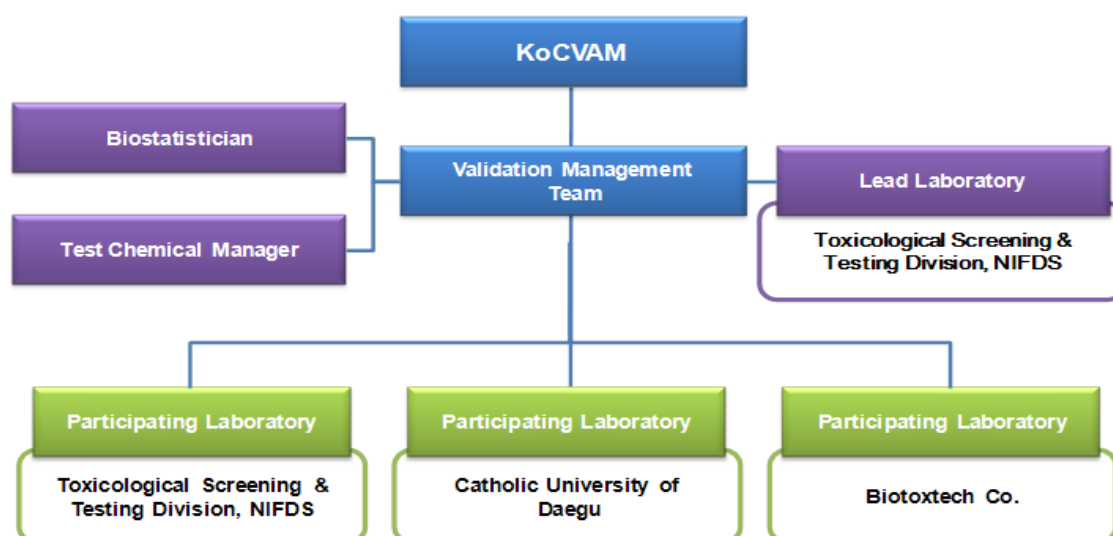 KoCVAM
Biostatistician
Validation Management
Team
Lead Laboratory
Test Chemical Manager
Toxicological Screening &
Testing Division, NIFDS
Participating Laboratory
Toxicological Screening &
Testing Division, NIFDS
Participating Laboratory
Catholic University of
Daegu
Participating Laboratory
Biotoxtech Co.